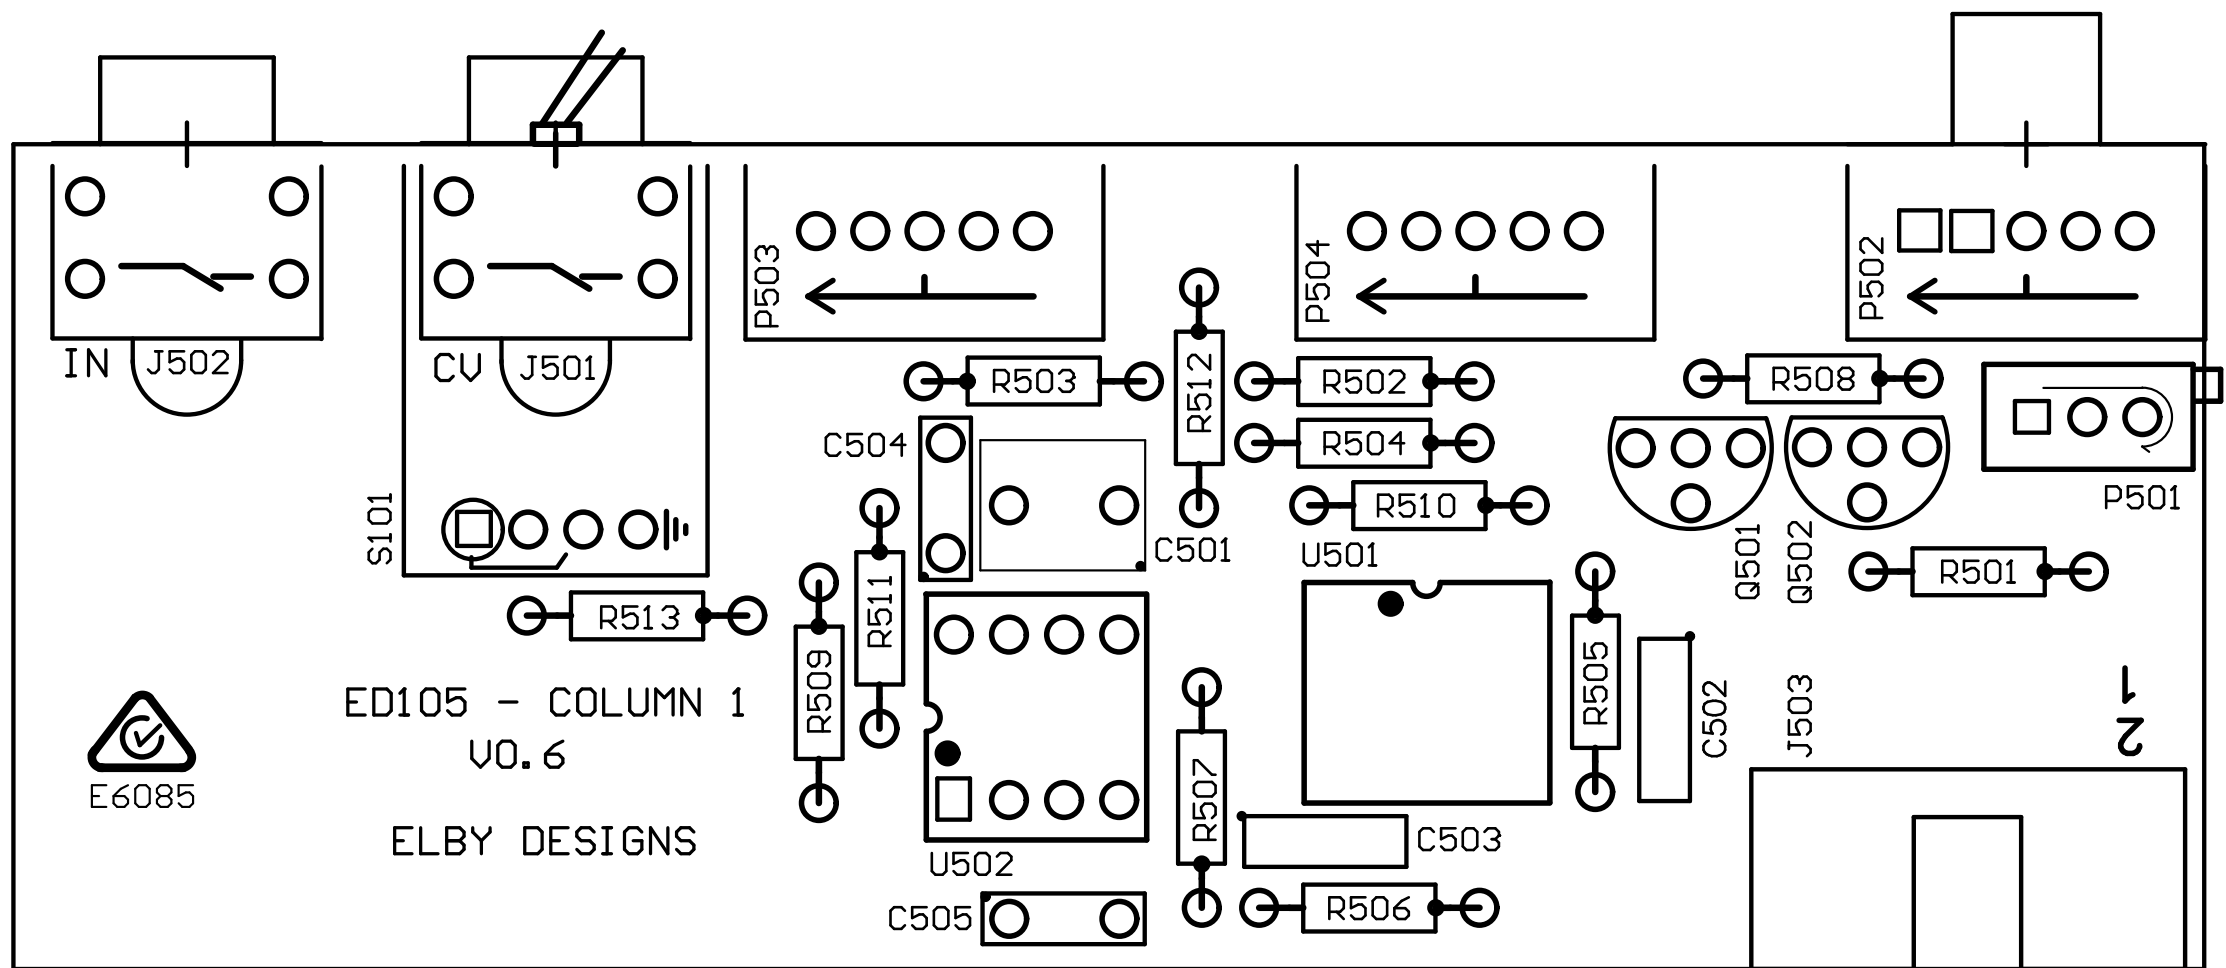 P503
P504
P502
IN
J502
CV
J501
R503
R512
R502
R508
C504
R504
S101
R510
P501
C501
U501
Q501
Q502
R501
R513
R511
R509
R505
ED105 - COLUMN 1
V0.6
C502
J503
1
2
E6085
R507
ELBY DESIGNS
C503
U502
C505
R506